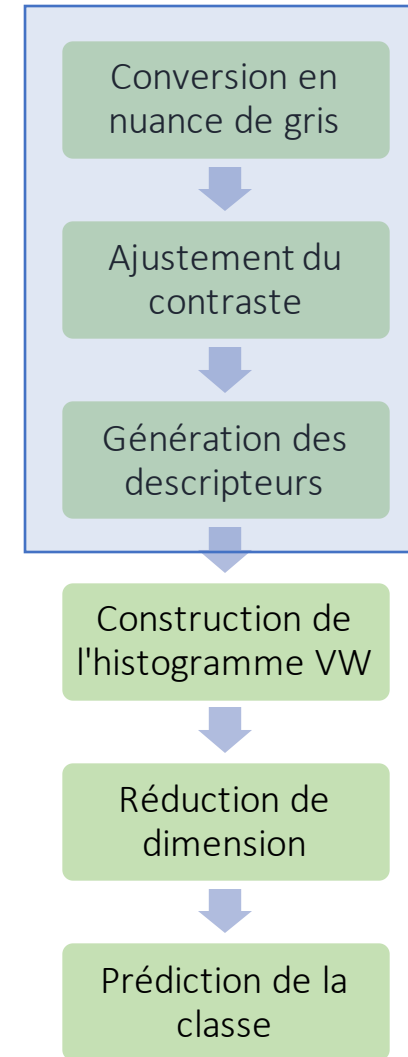 Conversion en
nuance de gris
Ajustement du
contraste
Génération des
descripteurs
Construction de
l'histogramme VW
Réduction de
dimension
Prédiction de la
classe